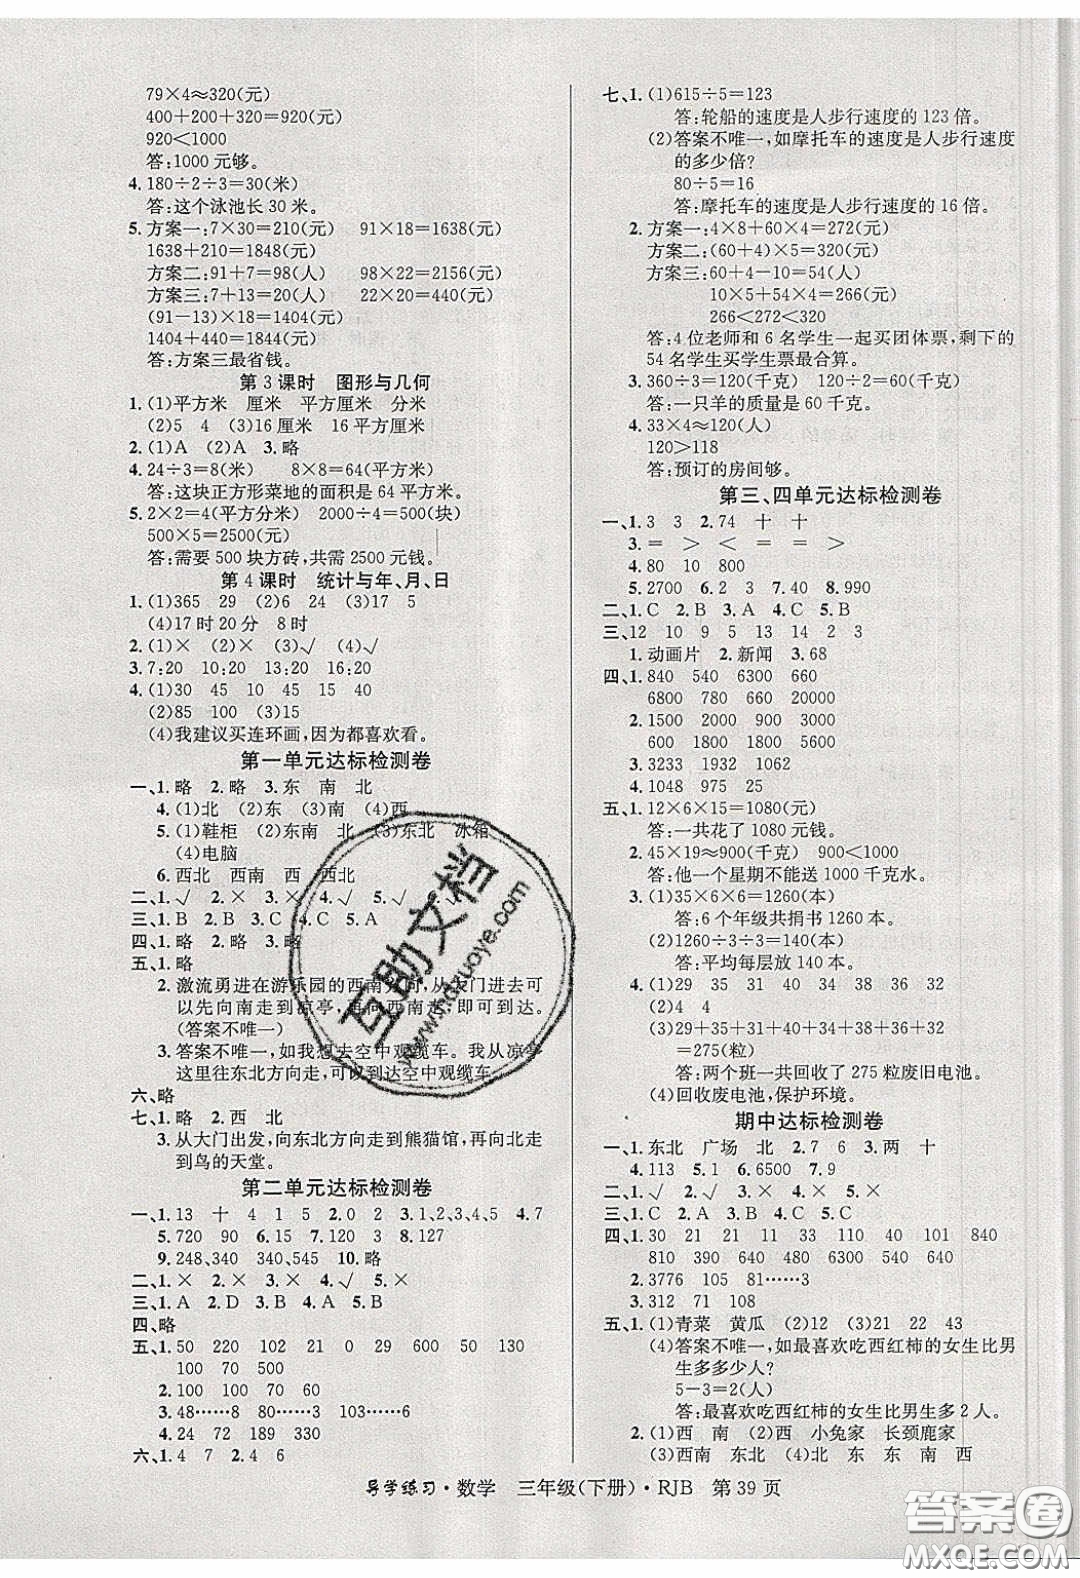 79×4≈320(元)
400+200+320=920(元)
920<1000
答:1000元够。
4. 180÷2÷3=30(米)
答:这个泳池长30米。
5. 方案一:7×30=210(元) 91×18=1638(元)
1638+210=1848(元)
方案二:91+7=98(人) 98×22=2156(元)
方案三:7+13=20(人) 22×20=440(元)
(91-13)×18=1404(元)
1404+440=1844(元)
答:方案三最省钱。
第3课时 图形与几何
1. (1)平方米 厘米 平方厘米 分米
(2)5 4 (3)16厘米 16平方厘米
2. (1)A (2)A 3. 略
4. 24÷3=8(米) 8×8=64(平方米)
答:这块正方形菜地的面积是64平方米。
5. 2×2=4(平方分米) 2000÷4=500(块)
500×5=2500(元)
答:需要500块方砖,共需2500元钱。
第4课时 统计与年、月、日
1. (1)365 29 (2)6 24 (3)17 5
(4)17时20分 8时
2. (1)× (2)× (3)√ (4)√
3. 7:20 10:20 13:20 16:20
4. (1)30 45 10 45 15 40
(2)85 100 (3)15
(4)我建议买连环画,因为都喜欢看。
第一单元达标检测卷
一、1. 略 2. 略 3. 东 南 北
4. (1)北 (2)东 (3)南 (4)西
5. (1)鞋柜 (2)东南 北 (3)东北 冰箱
(4)电脑
6. 西北 西南 西 西北
二、1. √ 2. × 3. √ 4. √
三、1. B 2. B 3. C 4. C 5. A
四、1. 略 2. 略 3. 略
五、1. 略
2. 激流勇进在游乐园的西南方向,从大门进去可
以先向南走到凉亭,再向西南走,即可到达。
(答案不唯一)
3. 答案不唯一,如我想去空中观缆车。我从凉亭
这里往东北方向走,可以到达空中观缆车。
六、略
七、1. 略 2. 西 北
3. 从大门出发,向东北方向走到熊猫馆,再向北走
到鸟的天堂。
第二单元达标检测卷
一、1. 13 十 4 1 5 2. 0 2 3. 1、2、3、4、5 4. 7
5. 720 90 6. 15 7. 110 3 8. 127
9. 248,340 340,545 10. 略
二、1. × 2. × 3. × 4. √ 5. ×
三、1. A 2. D 3. B 4. A 5. B
四、略
五、1. 50 220 102 21 0 29 600 50 130
100 70 500
2. 100 100 70 60
3. 48……8 80……3 103……6
4. 24 72 189 330
六、1. 4 7 2. 4 6
七、1. (1)615÷5=123
答:轮船的速度是人步行速度的123倍。
(2)答案不唯一,如摩托车的速度是人步行速度
的多少倍?
80÷5=16
答:摩托车的速度是人步行速度的16倍。
2. 方案一:4×8+60×4=272(元)
方案二:(60+4)×5=320(元)
方案三:60+4-10=54(人)
10×5+54×4=266(元)
266<272<320
答:4位老师和6名学生一起买团体票,剩下的
54名学生买学生票最合算。
3. 360÷3=120(千克) 120÷2=60(千克)
答:一只羊的质量是60千克。
4. 33×4≈120(人)
120>118
答:预订的房间够。
第三、四单元达标检测卷
一、1. 3 3 2. 74 十 十
3. = > < = = >
4. 80 10 800
5. 2700 6. 2 3 7. 40 8. 990
二、1. C 2. B 3. A 4. C 5. B
三、12 10 9 5 13 14 2 3
1. 动画片 2. 新闻 3. 68
四、1. 840 540 6300 660
6800 780 660 20000
2. 1500 2000 900 3000
600 1800 500 600
3. 3233 1932 3082
4. 1048 975 25
五、1. 12×6×15=1080(元)
答:一共花了1080元钱。
2. 45×19≈900(千克) 900<1000
答:他一个星期不能送1000千克水。
3. (1)35×6×6=1260(本)
答:6个年级共捐书1260本。
(2)1260÷3÷3=140(本)
答:平均每层放140本。
4. (1)29 35 31 34 38 36 32
(2)4 4
(3)29+35+31+34+38+36+32
=275(粒)
答:两个班一共回收了275粒废旧电池。
(4)回收废电池,保护环境。
期中达标检测卷
一、1. 东北 广场 北 2. 7 6 3. 两 十
4. 113 5. 1 6. 6500 7. 9
二、1. √ 2. √ 3. × 4. × 5. ×
三、1. C 2. A 3. B 4. C 5. A
四、1. 30 21 21 11 33 110 40 101 840
810 390 640 480 6300 540 640
2. 3776 105 81……3
3. 312 71 108
五、1. (1)青菜 黄瓜 (2)12 (3)21 22 43
(4)答案不唯一,如最喜欢吃西红柿的女生比男
生多多少人?
5-3=2(人)
答:最喜欢吃西红柿的女生比男生多2人。
2. (1)西 南 (2)西 小兔家 长颈鹿家
(3)西南 东北 (4)北 东 东 南 西
导学练习·数学 三年级(下册)·RJB 第39页
互助文档
www.hdzuoye.com
答案圈
MXQE.COM